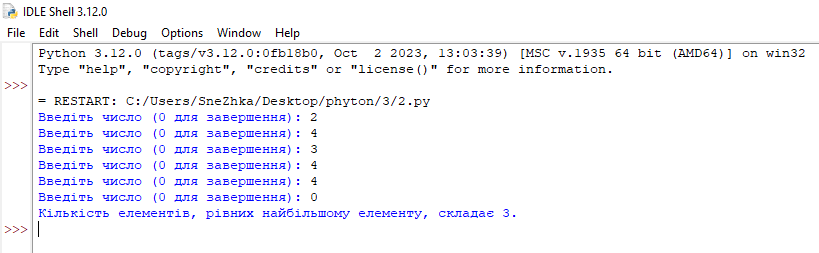 IDLE Shell 3.12.0
File Edit Shell Debug Options Window Help
Python 3.12.0 (tags/v3.12.0:0fb18b0, Oct  2 2023, 13:03:39) [MSC v.1935 64 bit (AMD64)] on win32
Type "help", "copyright", "credits" or "license()" for more information.
>>>
= RESTART: C:/Users/SneZhka/Desktop/phyton/3/2.py
Введіть число (0 для завершення): 2
Введіть число (0 для завершення): 4
Введіть число (0 для завершення): 3
Введіть число (0 для завершення): 4
Введіть число (0 для завершення): 4
Введіть число (0 для завершення): 0
Кількість елементів, рівних найбільшому елементу, складає 3.
>>>